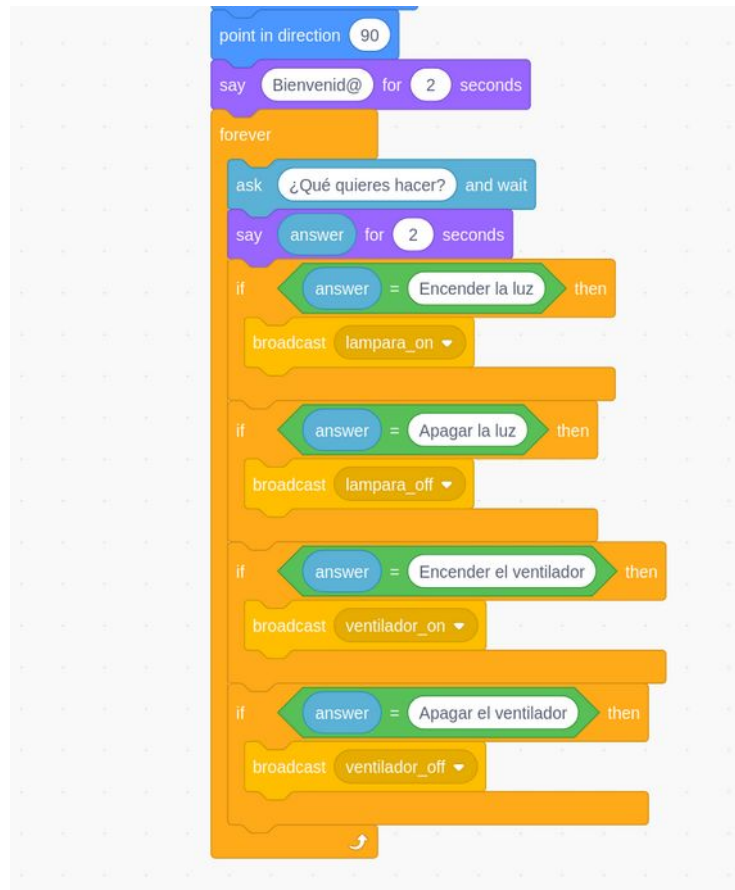 point in direction 90
say Bienvenid@ for 2 seconds
forever
ask ¿Qué quieres hacer? and wait
say answer for 2 seconds
if answer = Encender la luz then
broadcast lampara_on
if answer = Apagar la luz then
broadcast lampara_off
if answer = Encender el ventilador then
broadcast ventilador_on
if answer = Apagar el ventilador then
broadcast ventilador_off